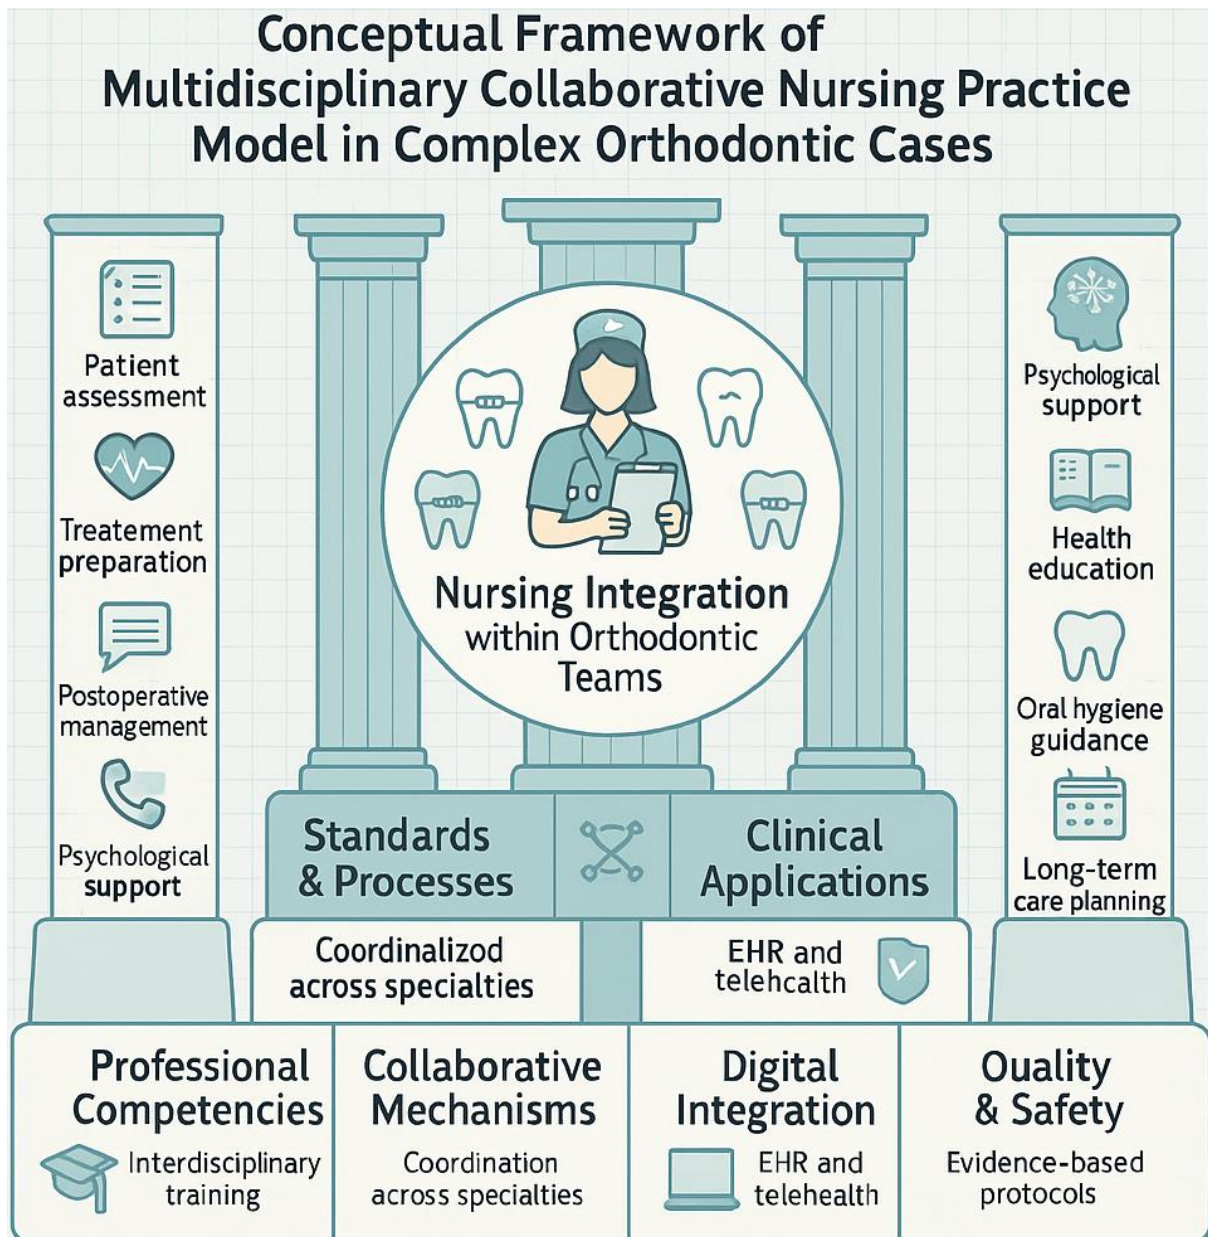 Conceptual Framework of
Multidisciplinary Collaborative Nursing Practice
Model in Complex Orthodontic Cases
Patient
assessment
Treatement
preparation
Postoperative
management
Psychological
support
Nursing Integration
within Orthodontic
Teams
Psychological
support
Health
education
Oral hygiene
guidance
Long-term
care planning
Standards
& Processes
Clinical
Applications
Coordinalizod
across specialties
EHR and
telehcalth
Professional
Competencies
Interdisciplinary
training
Collaborative
Mechanisms
Coordination
across specialties
Digital
Integration
EHR and
telehealth
Ouality
& Safety
Evidence-based
protocols